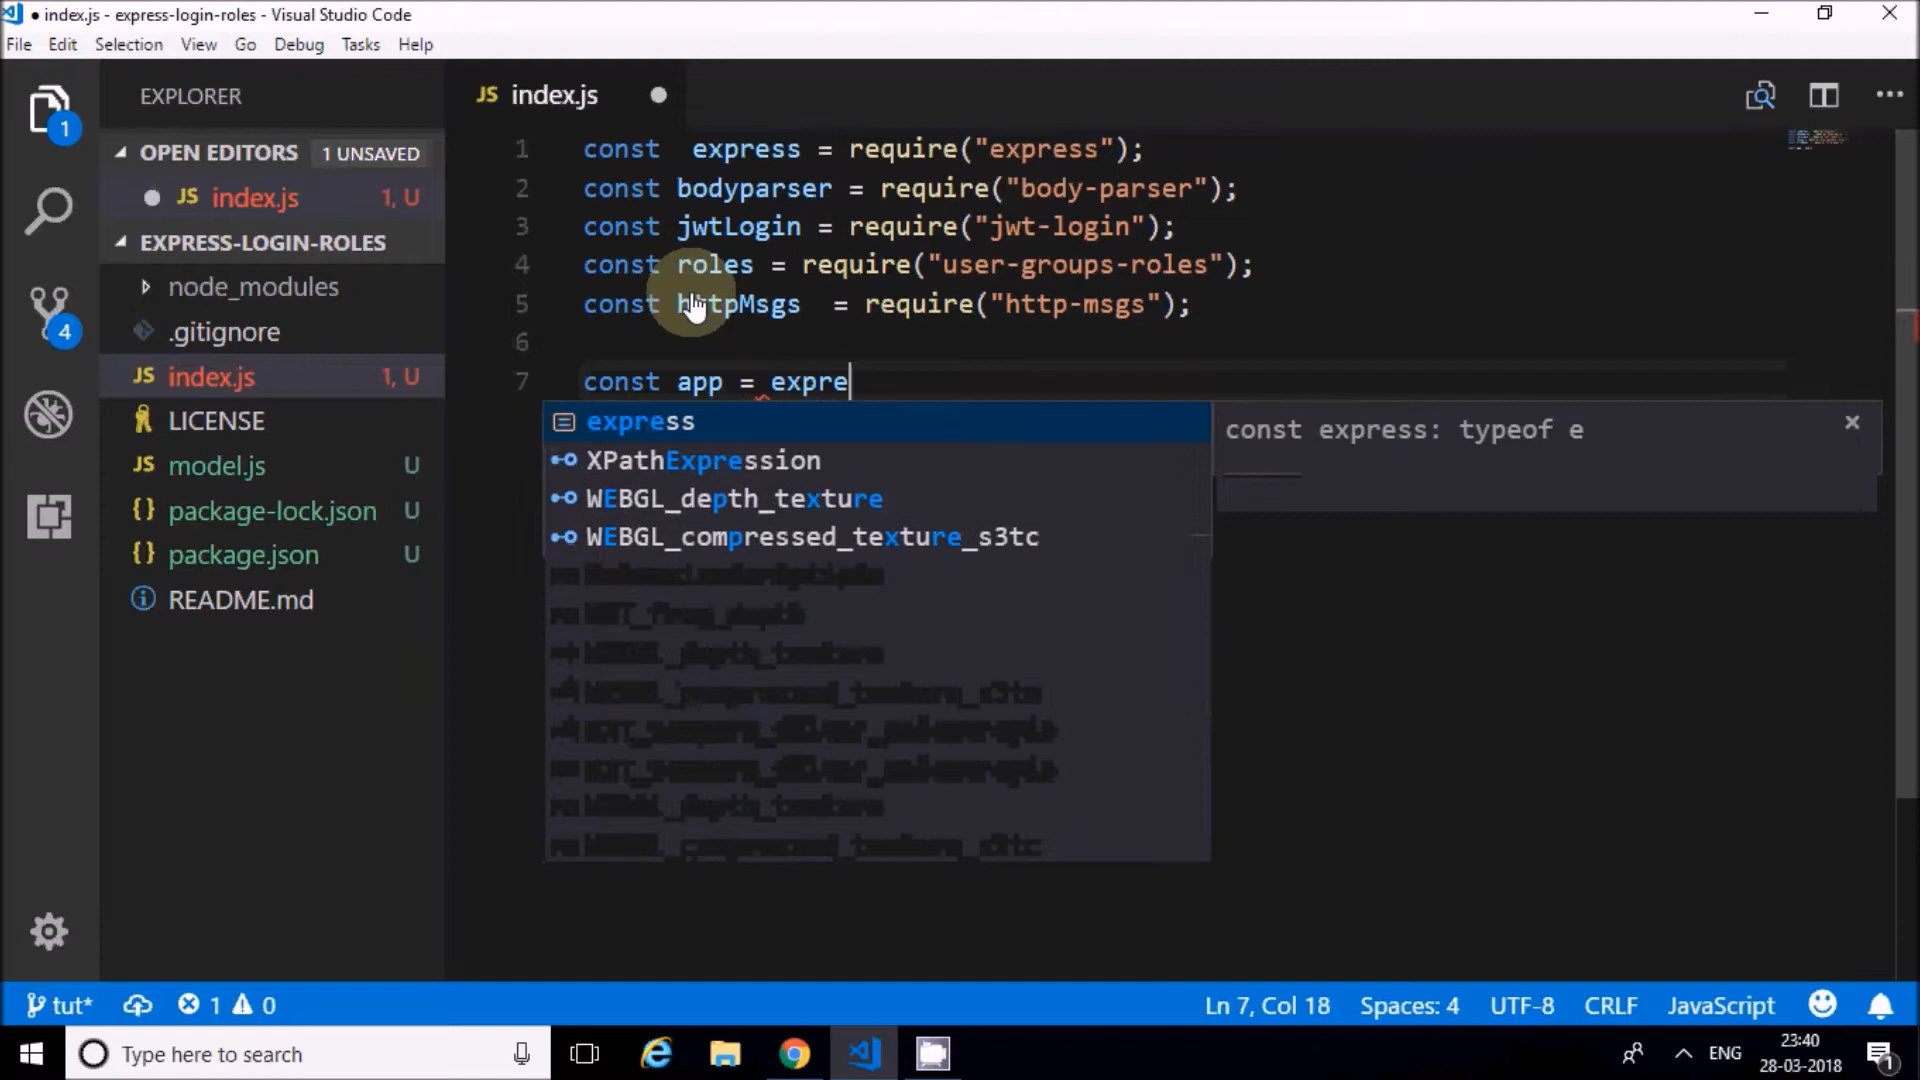 index.js - express-login-roles - Visual Studio Code
File Edit Selection View Go Debug Tasks Help
EXPLORER
OPEN EDITORS 1 UNSAVED
JS index.js 1, U
EXPRESS-LOGIN-ROLES
node_modules
.gitignore
JS index.js 1, U
LICENSE
JS model.js U
{} package-lock.json U
{} package.json U
README.md
1
4
JS index.js
1 const  express = require("express");
2 const bodyparser = require("body-parser");
3 const jwtLogin = require("jwt-login");
4 const roles = require("user-groups-roles");
5 const httpMsgs  = require("http-msgs");
6
7 const app = expre
express
XPathExpression
WEBGL_depth_texture
WEBGL_compressed_texture_s3tc
const express: typeof e
tut* 1 0
Ln 7, Col 18 Spaces: 4 UTF-8 CRLF JavaScript
Type here to search
ENG
23:40
28-03-2018
1